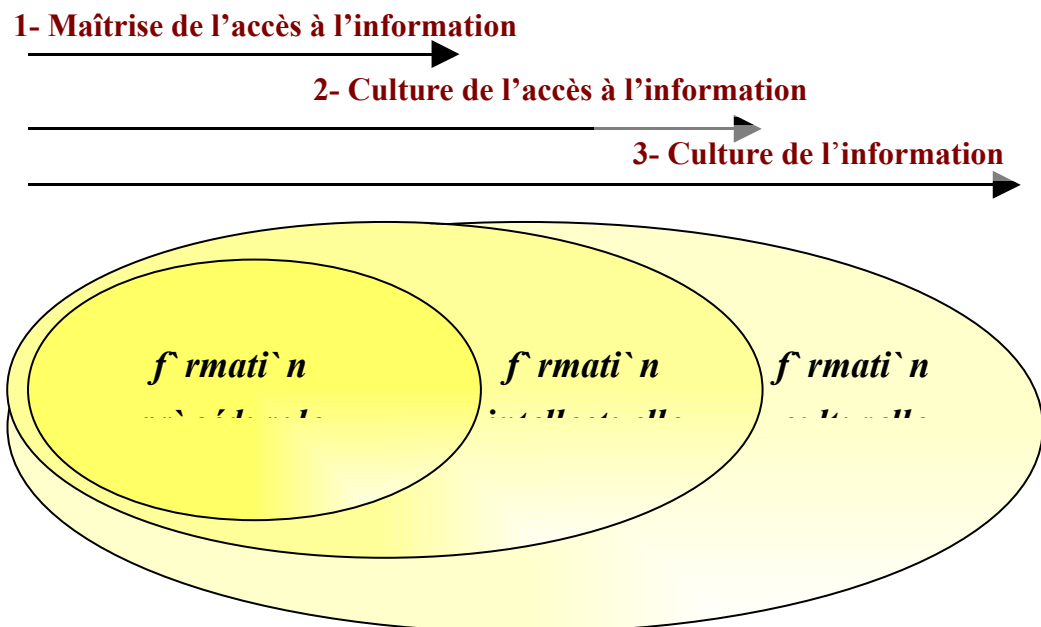 1- Maîtrise de l’accès à l’information
2- Culture de l’accès à l’information
3- Culture de l’information
f` rmati` n
f` rmati` n
f` rmati` n